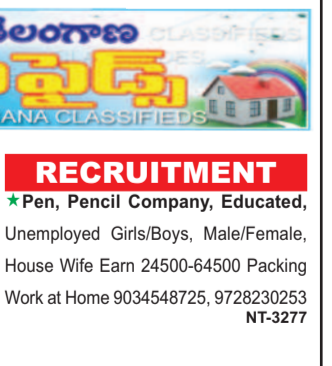 తెలంగాణ
CLASSIFIEDS
ANA CLASSIFIEDS
RECRUITMENT
★Pen, Pencil Company, Educated,
Unemployed Girls/Boys, Male/Female,
House Wife Earn 24500-64500 Packing
Work at Home 9034548725, 9728230253
NT-3277